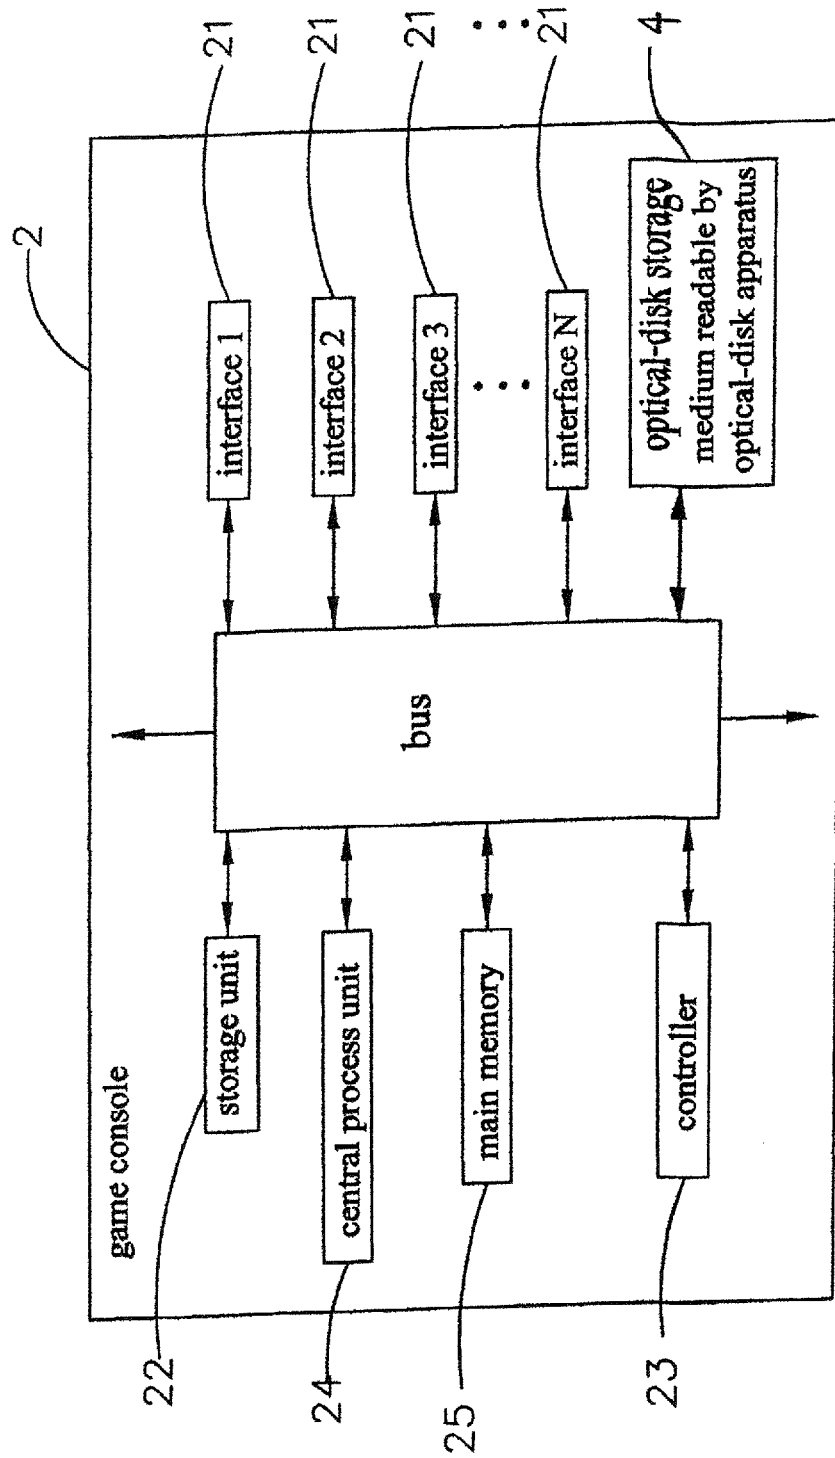 2
game console
22
storage unit
interface 1
21
24
central process unit
interface 2
21
bus
interface 3
21
25
main memory
interface N
21
23
controller
optical-disk storage
medium readable by
optical-disk apparatus
4